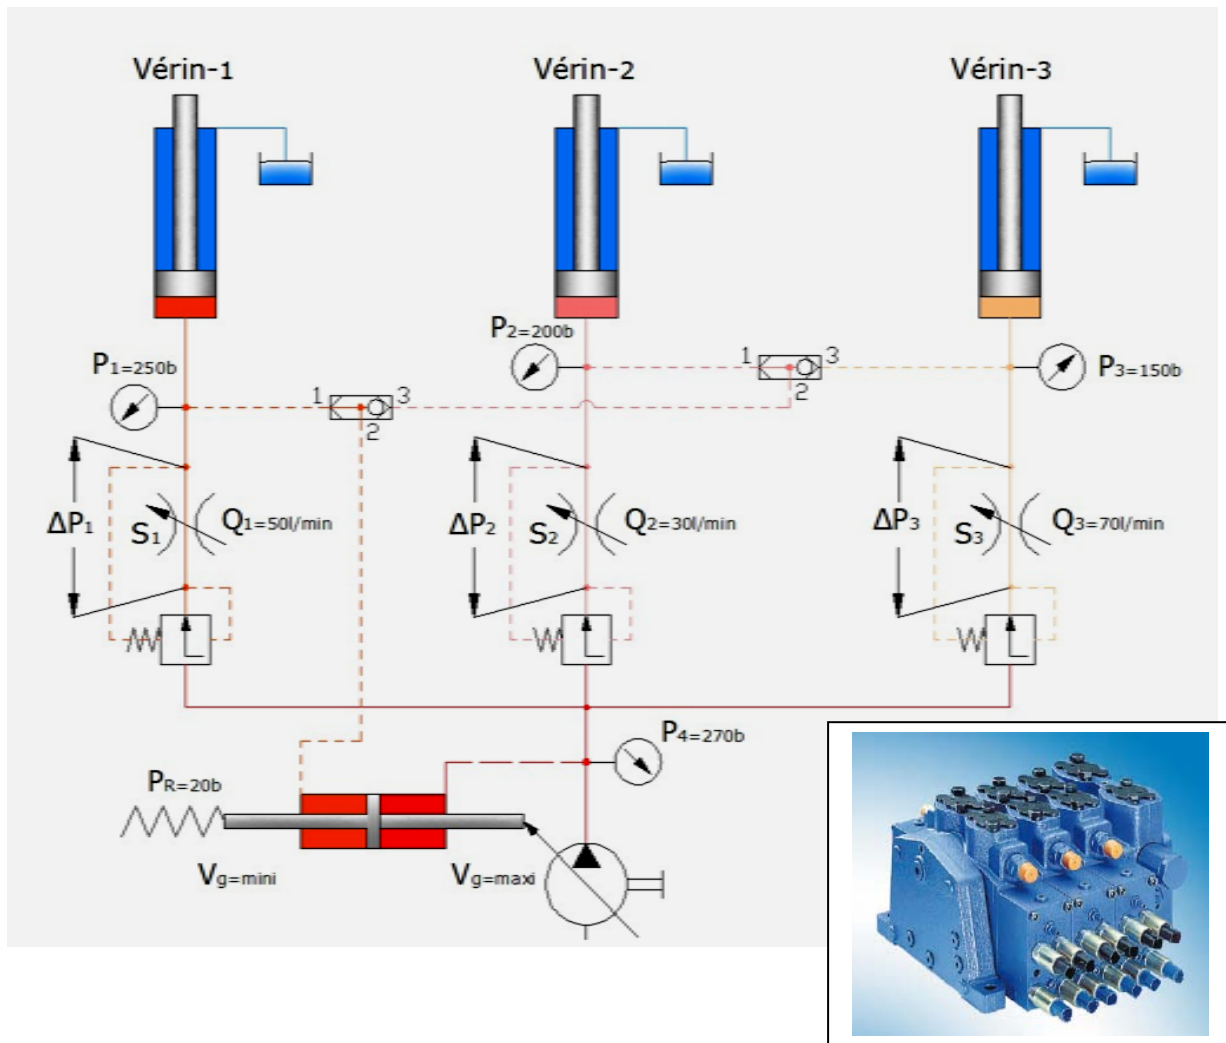 Vérin-1
Vérin-2
Vérin-3
P1=250b
P2=200b
P3=150b
1
2
3
1
2
3
ΔP1
S1
Q1=50l/min
ΔP2
S2
Q2=30l/min
ΔP3
S3
Q3=70l/min
P4=270b
PR=20b
Vg=mini
Vg=maxi